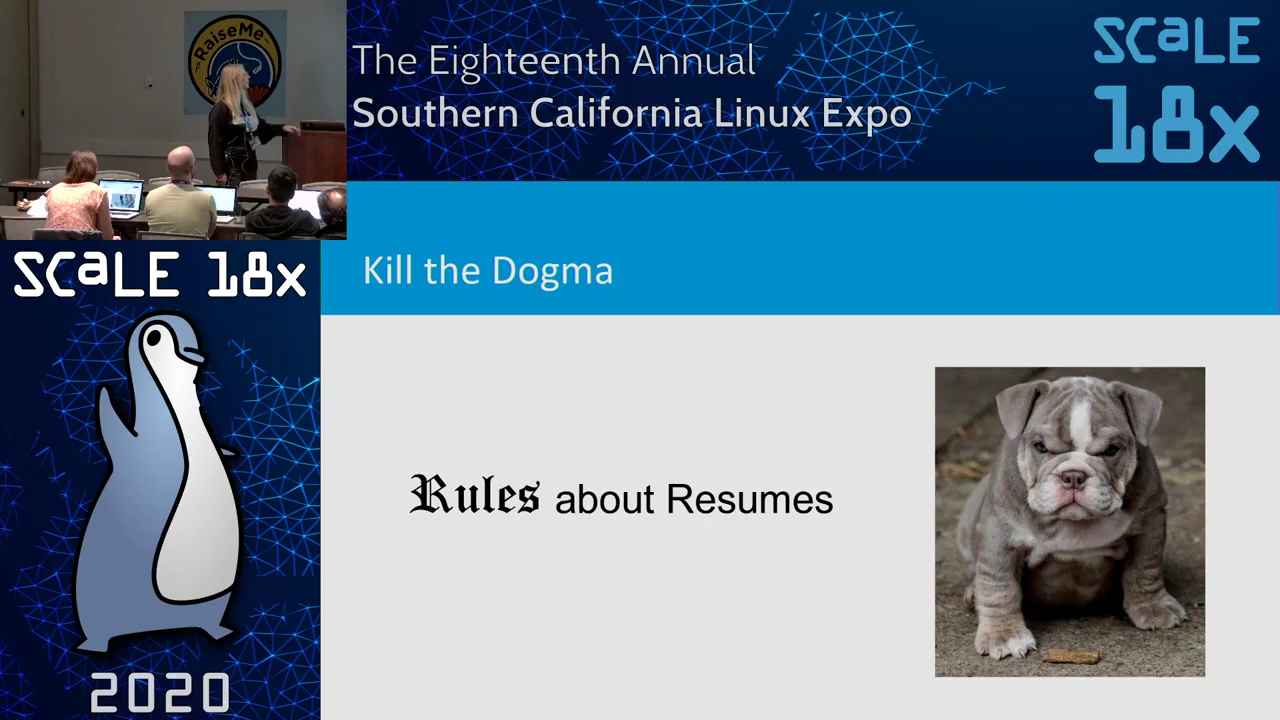 RaiseMe
The Eighteenth Annual
Southern California Linux Expo
SCaLE
18x
SCaLE 18x
2020
Kill the Dogma
Rules about Resumes